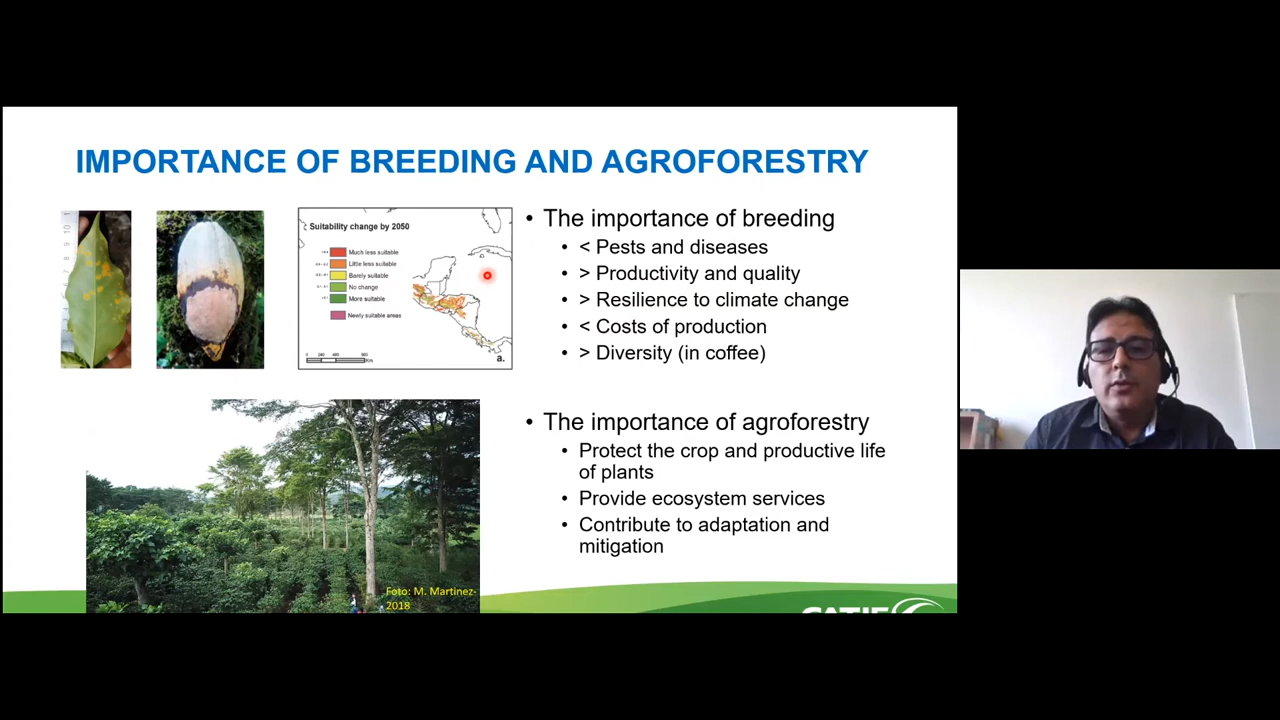 IMPORTANCE OF BREEDING AND AGROFORESTRY
Suitability change by 2050
Much less suitable
Little less suitable
Barely suitable
No change
More suitable
Newly suitable areas
a.
• The importance of breeding
• < Pests and diseases
• > Productivity and quality
• > Resilience to climate change
• < Costs of production
• > Diversity (in coffee)
• The importance of agroforestry
• Protect the crop and productive life
of plants
• Provide ecosystem services
• Contribute to adaptation and
mitigation
Foto: M. Martinez-
2018
CATIE